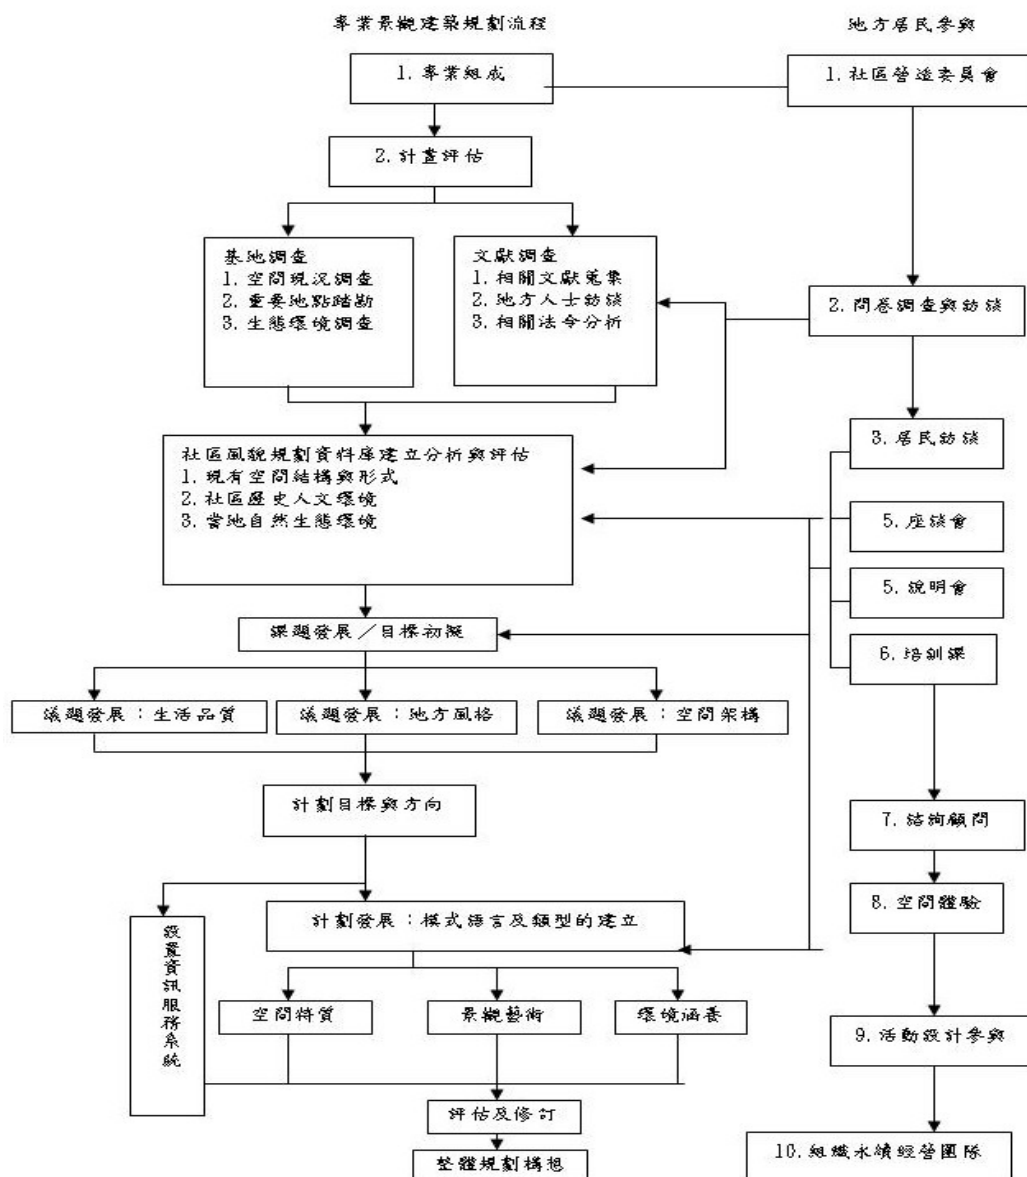 專業景觀建築規劃流程
地方居民參與
1. 專業組成
1. 社區營造委員會
2. 計畫評估
基地調查
1. 空間現況調查
2. 重要地點踏勘
3. 生態環境調查
文獻調查
1. 相關文獻蒐集
2. 地方人士訪談
3. 相關法令分析
2. 問卷調查與訪談
3. 居民訪談
社區風貌規劃資料庫建立分析與評估
1. 現有空間結構與形式
2. 社區歷史人文環境
3. 當地自然生態環境
5. 座談會
5. 說明會
課題發展／目標初擬
6. 培訓課
議題發展：生活品質
議題發展：地方風格
議題發展：空間架構
計劃目標與方向
7. 諮詢顧問
8. 空間體驗
計劃發展：模式語言及類型的建立
設置資訊服務系統
空間特質
景觀藝術
環境涵養
9. 活動設計參與
評估及修訂
整體規劃構想
10. 組織永續經營團隊